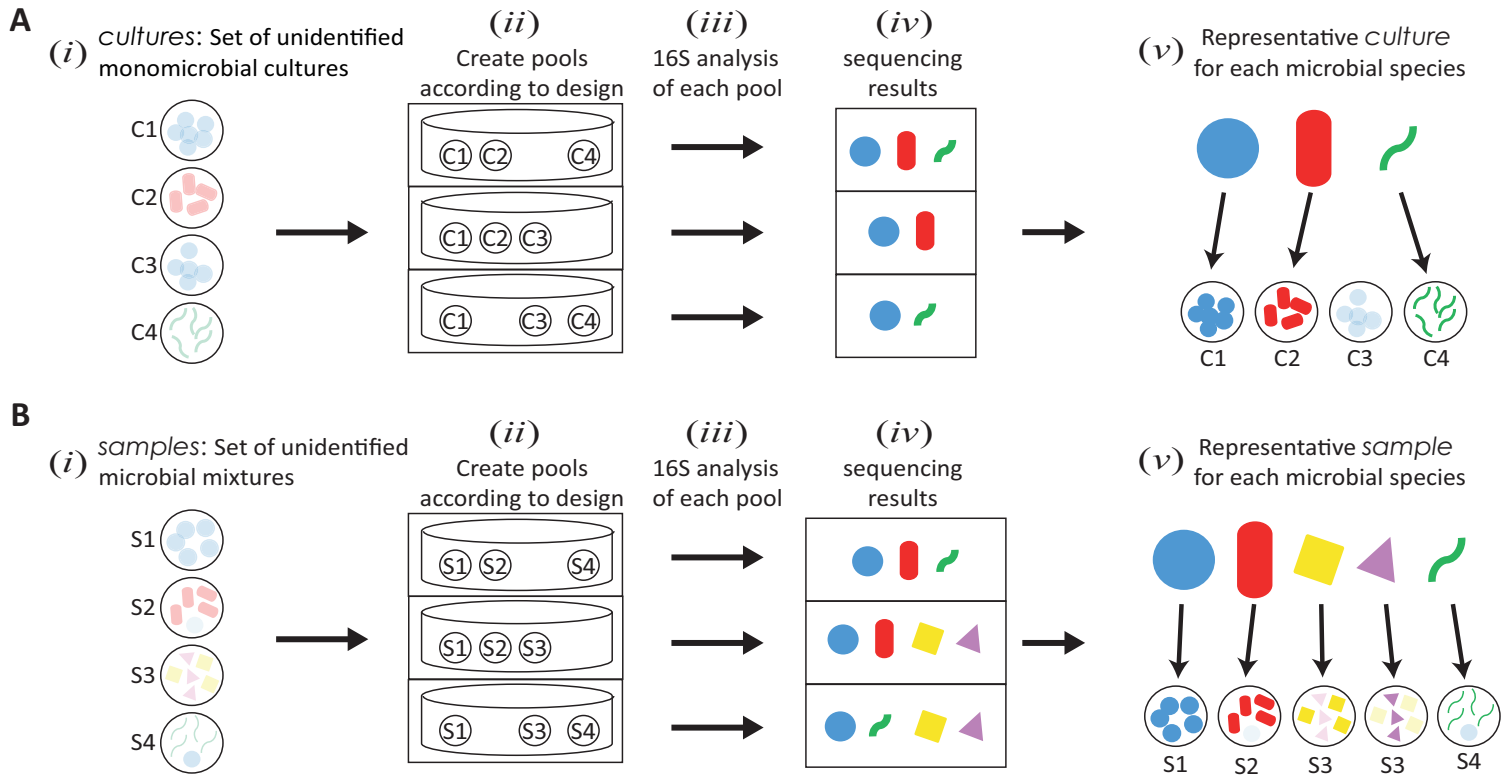 A
(i) cultures: Set of unidentified
monomicrobial cultures
(ii)
Create pools
according to design
(iii)
16S analysis
of each pool
(iv)
sequencing
results
(v) Representative culture
for each microbial species
C1
C2
C3
C4
C1 C2 C4
C1 C2 C3
C1 C3 C4
C1 C2 C3 C4
B
(i) samples: Set of unidentified
microbial mixtures
(ii)
Create pools
according to design
(iii)
16S analysis
of each pool
(iv)
sequencing
results
(v) Representative sample
for each microbial species
S1
S2
S3
S4
S1 S2 S4
S1 S2 S3
S1 S3 S4
S1 S2 S3 S3 S4